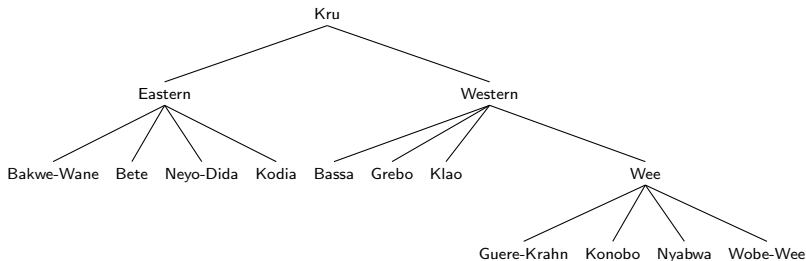 Kru
Eastern Western
Bakwe-Wane Bete Neyo-Dida Kodia Bassa Grebo Klao Wee
Guere-Krahn Konobo Nyabwa Wobe-Wee